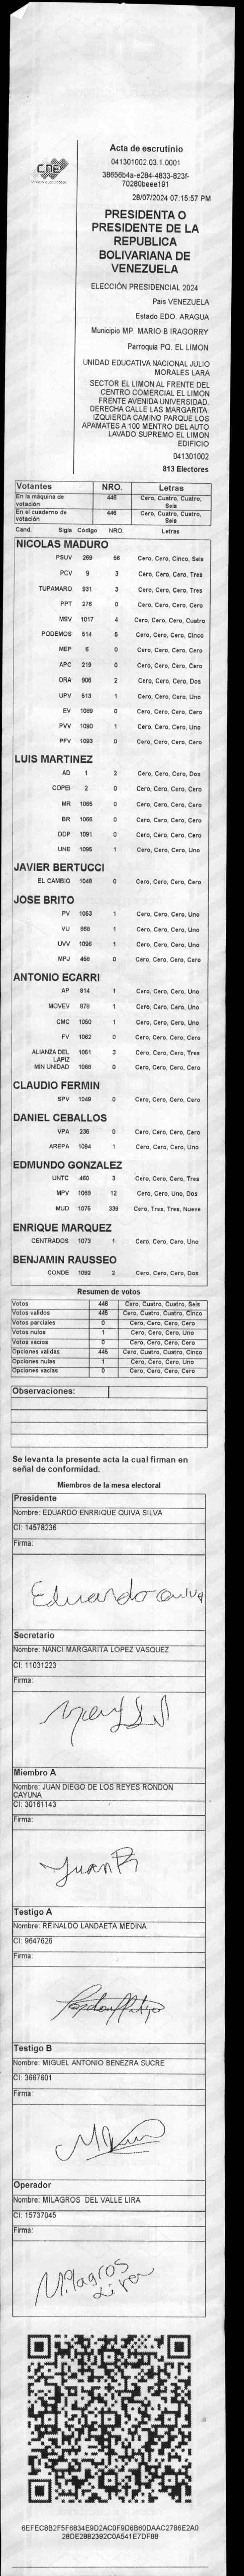 CNE
Acta de escrutinio
041301002.03.1.0001
38656b4a-e284-4833-823f-
70280beee191
28/07/2024 07:15:57 PM
PRESIDENTA O
PRESIDENTE DE LA
REPUBLICA
BOLIVARIANA DE
VENEZUELA
ELECCIÓN PRESIDENCIAL 2024
Pais VENEZUELA
Estado EDO. ARAGUA
Municipio MP. MARIO B IRAGORRY
Parroquia PQ. EL LIMON
UNIDAD EDUCATIVA NACIONAL JULIO
MORALES LARA
SECTOR EL LIMON AL FRENTE DEL
CENTRO COMERCIAL EL LIMON
FRENTE AVENIDA UNIVERSIDAD.
DERECHA CALLE LAS MARGARITA.
IZQUIERDA CAMINO PARQUE LOS
APAMATES A 100 MENTRO DEL AUTO
LAVADO SUPREMO EL LIMON
EDIFICIO
041301002
813 Electores
Votantes NRO. Letras
En la máquina de votación 446 Cero, Cuatro, Cuatro, Seis
En el cuaderno de votación 446 Cero, Cuatro, Cuatro, Seis
Cand. Sigla Código NRO. Letras
NICOLAS MADURO
PSUV 269 56 Cero, Cero, Cinco, Seis
PCV 9 3 Cero, Cero, Cero, Tres
TUPAMARO 931 3 Cero, Cero, Cero, Tres
PPT 276 0 Cero, Cero, Cero, Cero
MSV 1017 4 Cero, Cero, Cero, Cuatro
PODEMOS 514 5 Cero, Cero, Cero, Cinco
MEP 6 0 Cero, Cero, Cero, Cero
APC 219 0 Cero, Cero, Cero, Cero
ORA 906 2 Cero, Cero, Cero, Dos
UPV 513 1 Cero, Cero, Cero, Uno
EV 1089 0 Cero, Cero, Cero, Cero
PVV 1090 1 Cero, Cero, Cero, Uno
PFV 1093 0 Cero, Cero, Cero, Cero
LUIS MARTINEZ
AD 1 2 Cero, Cero, Cero, Dos
COPEI 2 0 Cero, Cero, Cero, Cero
MR 1065 0 Cero, Cero, Cero, Cero
BR 1066 0 Cero, Cero, Cero, Cero
DDP 1091 0 Cero, Cero, Cero, Cero
UNE 1095 1 Cero, Cero, Cero, Uno
JAVIER BERTUCCI
EL CAMBIO 1048 0 Cero, Cero, Cero, Cero
JOSE BRITO
PV 1053 1 Cero, Cero, Cero, Uno
VU 868 1 Cero, Cero, Cero, Uno
UVV 1096 1 Cero, Cero, Cero, Uno
MPJ 458 0 Cero, Cero, Cero, Cero
ANTONIO ECARRI
AP 814 1 Cero, Cero, Cero, Uno
MOVEV 878 1 Cero, Cero, Cero, Uno
CMC 1050 1 Cero, Cero, Cero, Uno
FV 1062 0 Cero, Cero, Cero, Cero
ALIANZA DEL LAPIZ 1051 3 Cero, Cero, Cero, Tres
MIN UNIDAD 1068 0 Cero, Cero, Cero, Cero
CLAUDIO FERMIN
SPV 1049 0 Cero, Cero, Cero, Cero
DANIEL CEBALLOS
VPA 236 0 Cero, Cero, Cero, Cero
AREPA 1094 1 Cero, Cero, Cero, Uno
EDMUNDO GONZALEZ
UNTC 460 3 Cero, Cero, Cero, Tres
MPV 1069 12 Cero, Cero, Uno, Dos
MUD 1075 339 Cero, Tres, Tres, Nueve
ENRIQUE MARQUEZ
CENTRADOS 1073 1 Cero, Cero, Cero, Uno
BENJAMIN RAUSSEO
CONDE 1092 2 Cero, Cero, Cero, Dos
Resumen de votos
Votos 446 Cero, Cuatro, Cuatro, Seis
Votos validos 445 Cero, Cuatro, Cuatro, Cinco
Votos parciales 0 Cero, Cero, Cero, Cero
Votos nulos 1 Cero, Cero, Cero, Uno
Votos vacios 0 Cero, Cero, Cero, Cero
Opciones validas 445 Cero, Cuatro, Cuatro, Cinco
Opciones nulas 1 Cero, Cero, Cero, Uno
Opciones vacias 0 Cero, Cero, Cero, Cero
Observaciones:
Se levanta la presente acta la cual firman en
señal de conformidad.
Miembros de la mesa electoral
Presidente
Nombre: EDUARDO ENRRIQUE QUIVA SILVA
CI: 14578236
Firma:
Eduardo Quiva
Secretario
Nombre: NANCI MARGARITA LOPEZ VASQUEZ
CI: 11031223
Firma:
Miembro A
Nombre: JUAN DIEGO DE LOS REYES RONDON
CAYUNA
CI: 30161143
Firma:
Juan R
Testigo A
Nombre: REINALDO LANDAETA MEDINA
CI: 9647626
Firma:
Testigo B
Nombre: MIGUEL ANTONIO BENEZRA SUCRE
CI: 3667601
Firma:
Operador
Nombre: MILAGROS DEL VALLE LIRA
CI: 15737045
Firma:
Milagros
Lira
6EFEC8B2F5F6834E9D2AC0F9D6B60DAAC2786E2A0
28DE2882392C0A541E7DF88